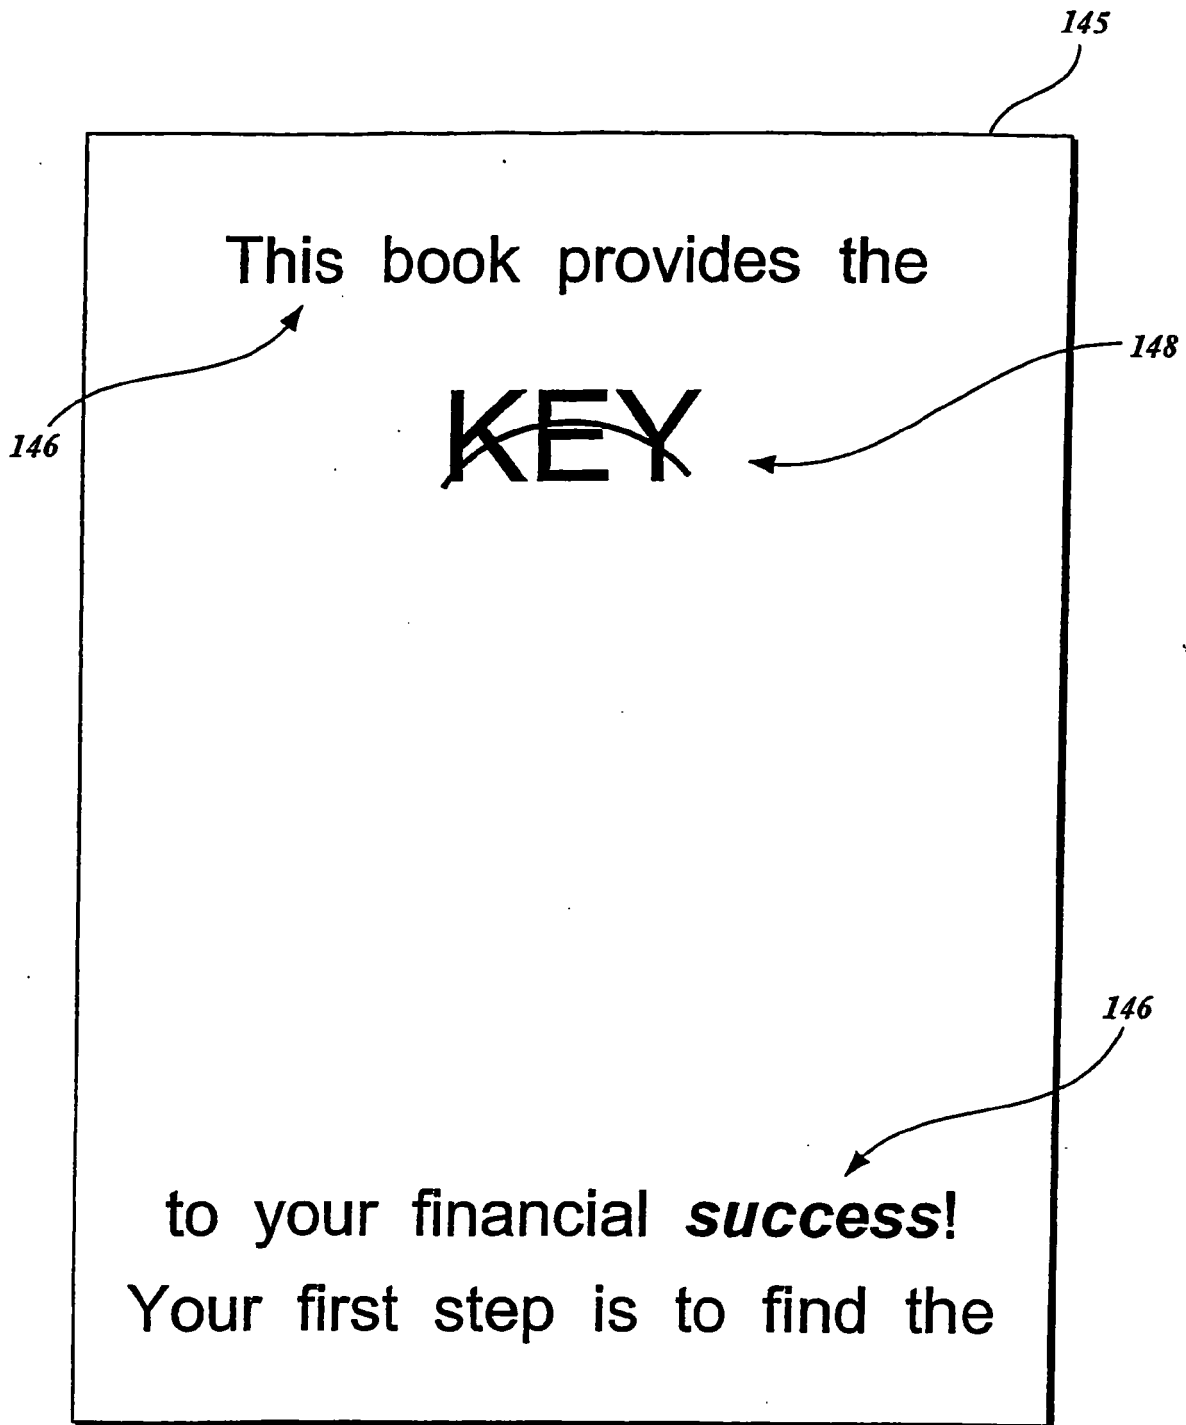 145
This book provides the
148
KEY
146
146
to your financial success!
Your first step is to find the